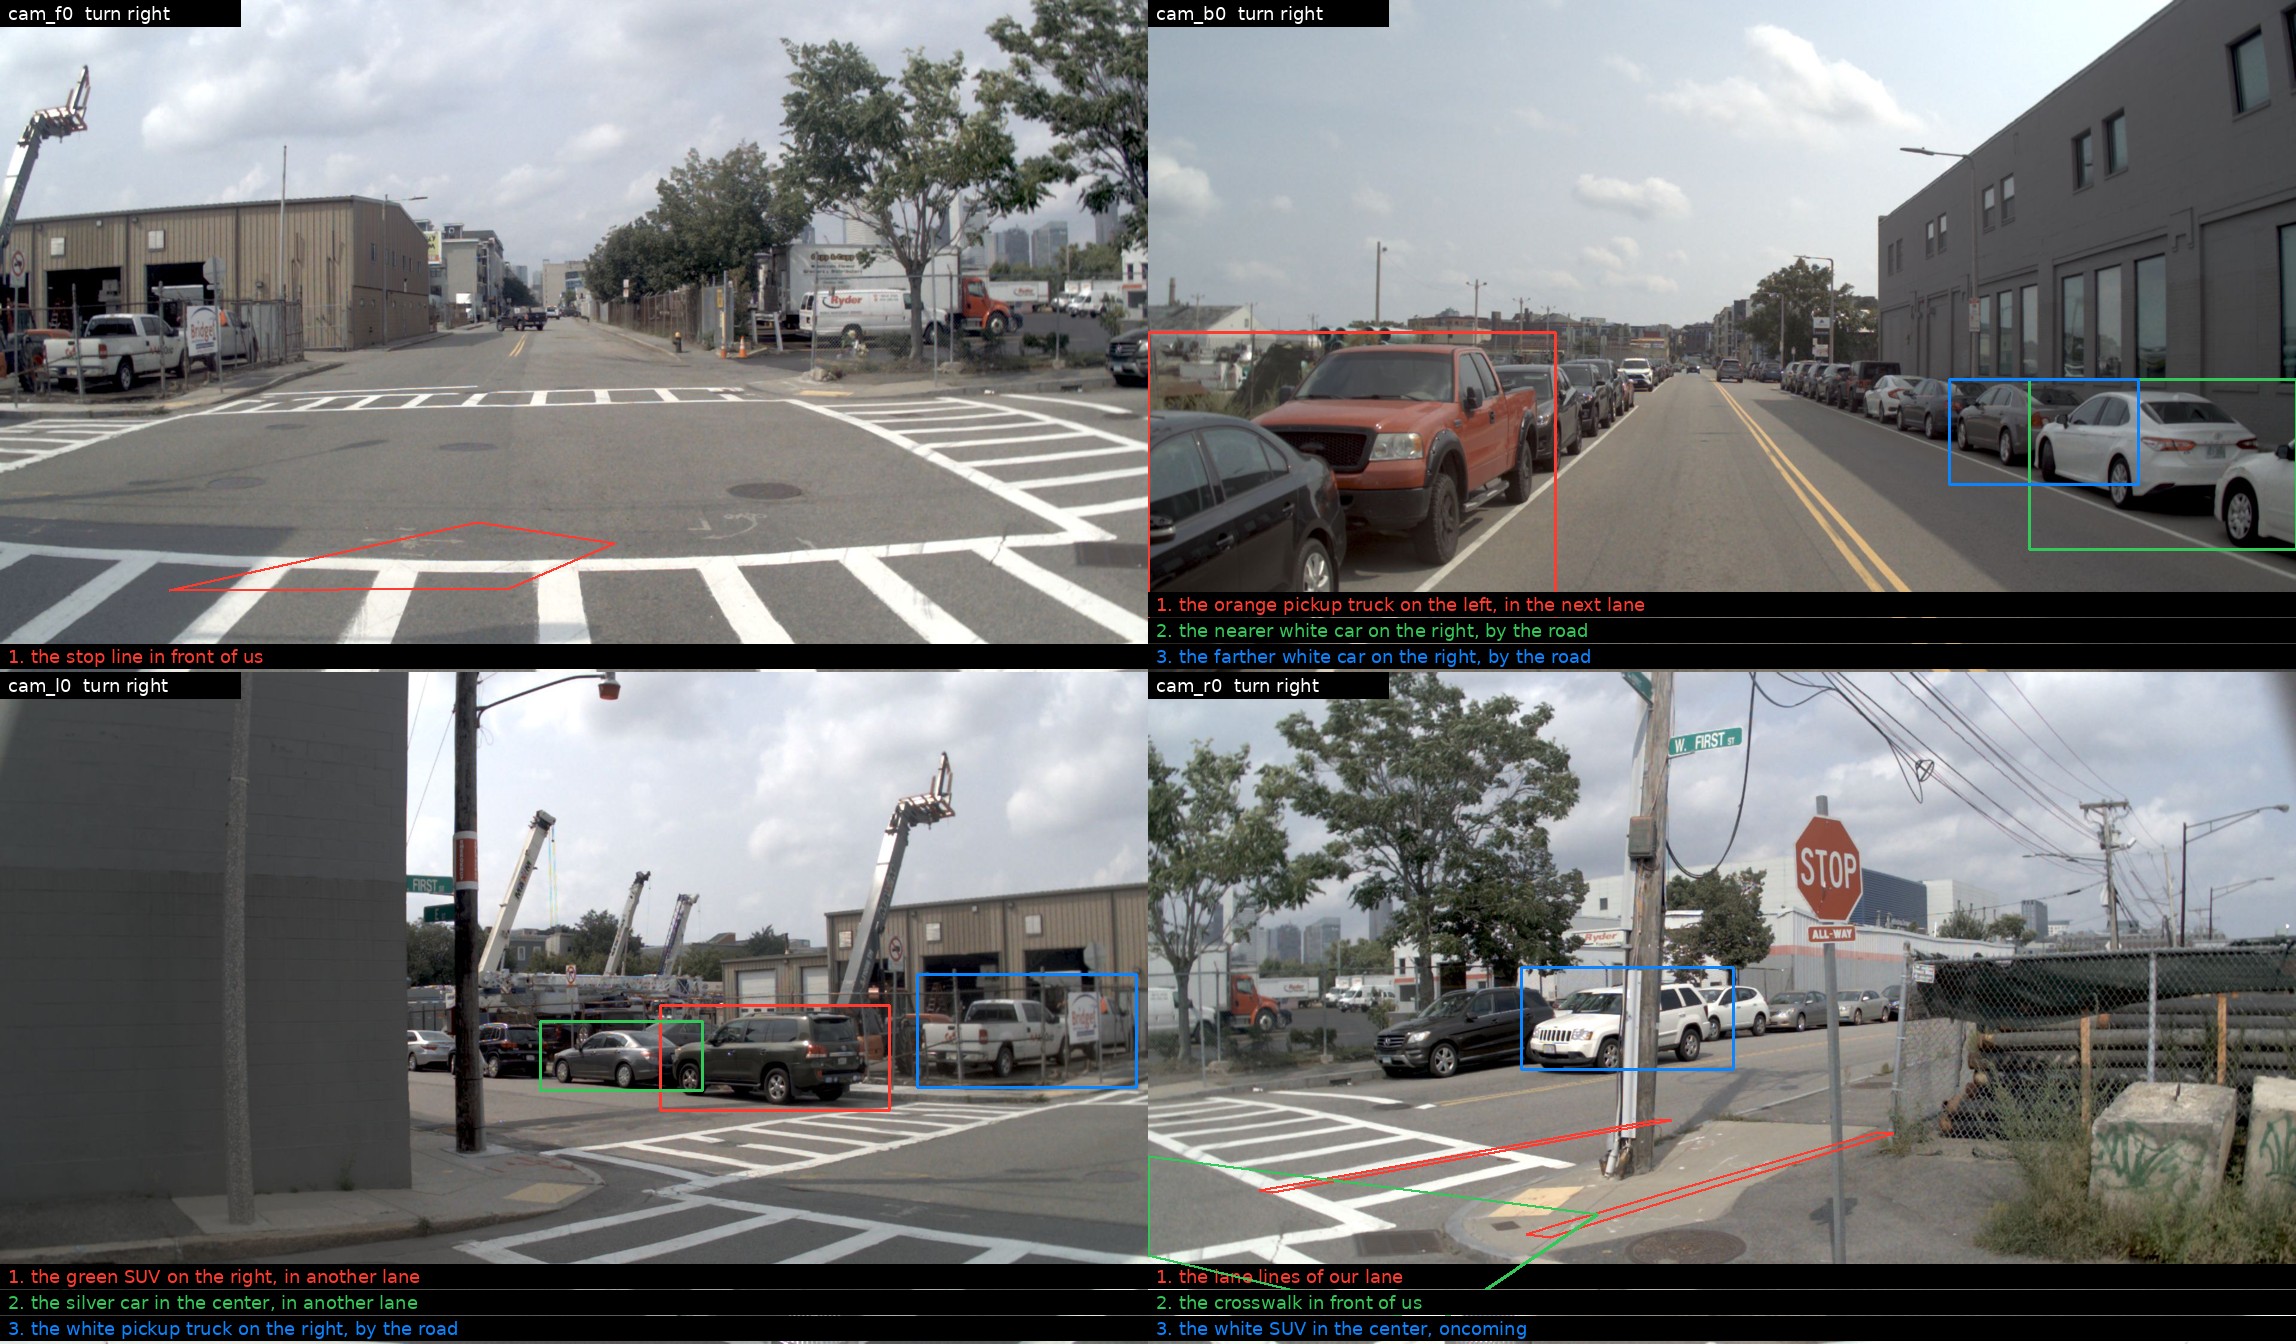 cam_f0 turn right
Ryder
Ryder
Bridge
1. the stop line in front of us
cam_b0 turn right
1. the orange pickup truck on the left, in the next lane
2. the nearer white car on the right, by the road
3. the farther white car on the right, by the road
cam_l0 turn right
FIRST ST
Bridge
1. the green SUV on the right, in another lane
2. the silver car in the center, in another lane
3. the white pickup truck on the right, by the road
cam_r0 turn right
W. FIRST ST
STOP
ALL-WAY
Ryder
1. the lane lines of our lane
2. the crosswalk in front of us
3. the white SUV in the center, oncoming